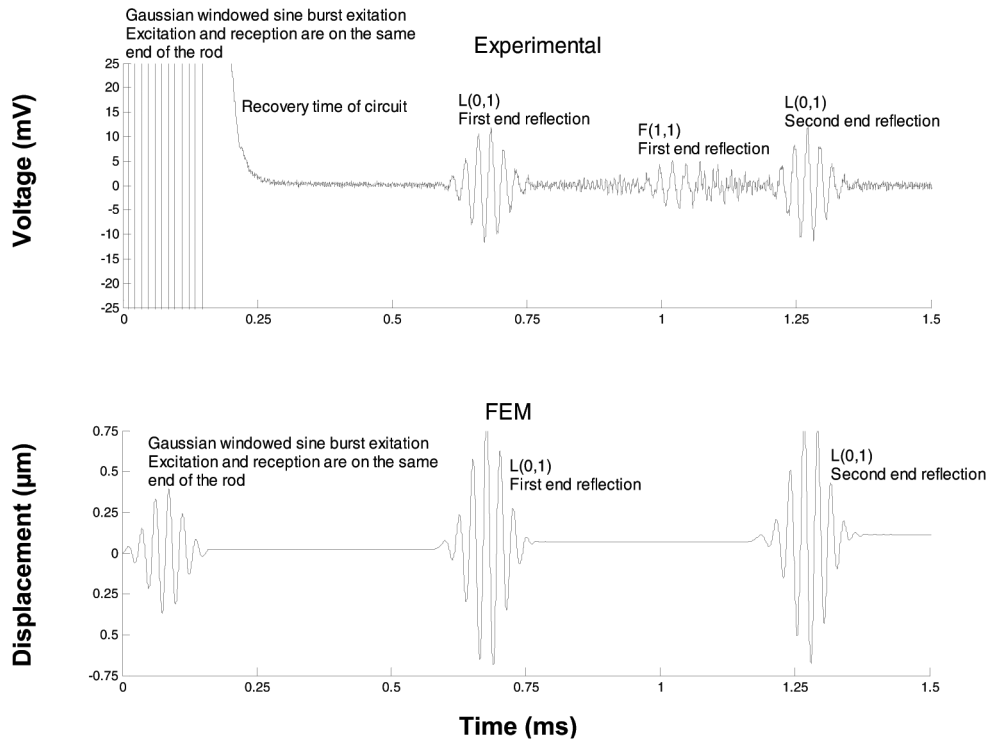 Gaussian windowed sine burst exitation
Excitation and reception are on the same
end of the rod
Experimental
Voltage (mV)
25
20
15
10
5
0
-5
-10
-15
-20
-25
Recovery time of circuit
L(0,1)
First end reflection
F(1,1)
First end reflection
L(0,1)
Second end reflection
0
0.25
0.5
0.75
1
1.25
1.5
FEM
Displacement (μm)
0.75
0.5
0.25
0
0.25
0.5
-0.75
Gaussian windowed sine burst exitation
Excitation and reception are on the same
end of the rod
L(0,1)
First end reflection
L(0,1)
Second end reflection
0
0.25
0.5
0.75
1
1.25
1.5
Time (ms)